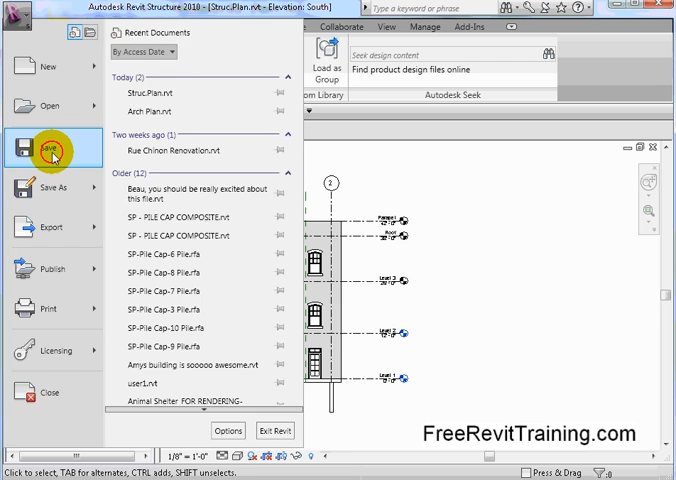 Autodesk Revit Structure 2010 - [Struc.Plan.rvt - Elevation: South]
Type a keyword or phrase
Collaborate View Manage Add-Ins
Recent Documents
By Access Date
New
Open
Save
Save As
Export
Publish
Print
Licensing
Close
Today (2)
Struc.Plan.rvt
Arch Plan.rvt
Two weeks ago (1)
Rue Chinon Renovation.rvt
Older (12)
Beau, you should be really excited about
this file.rvt
SP - PILE CAP COMPOSITE.rvt
SP - PILE CAP COMPOSITE.rvt
SP-Pile Cap-6 Pile.rfa
SP-Pile Cap-8 Pile.rfa
SP-Pile Cap-7 Pile.rfa
SP-Pile Cap-3 Pile.rfa
SP-Pile Cap-10 Pile.rfa
SP-Pile Cap-9 Pile.rfa
Amys building is sooooo awesome.rvt
user1.rvt
Animal Shelter FOR RENDERING-
Options
Exit Revit
Load as
Group
Seek design content
Find product design files online
om Library
Autodesk Seek
2
Parapet
Roof
Level 3
Level 2
Level 1
FreeRevitTraining.com
1/8" = 1'-0"
Click to select, TAB for alternates, CTRL adds, SHIFT unselects.
Press & Drag
:0